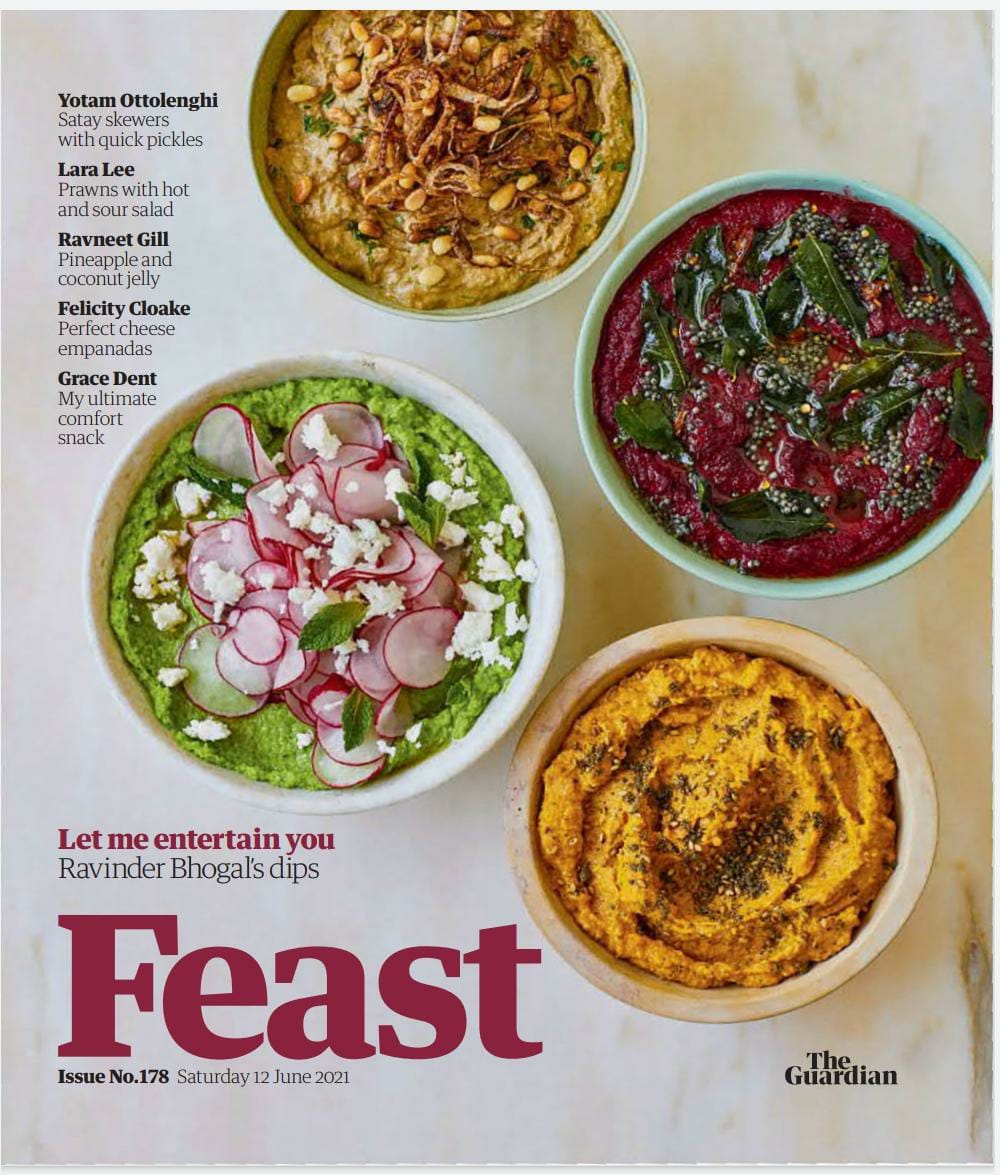 Yotam Ottolenghi
Satay skewers
with quick pickles
Lara Lee
Prawns with hot
and sour salad
Ravneet Gill
Pineapple and
coconut jelly
Felicity Cloake
Perfect cheese
empanadas
Grace Dent
My ultimate
comfort
snack
Let me entertain you
Ravinder Bhogal's dips
Feast
Issue No.178 Saturday 12 June 2021
The
Guardian